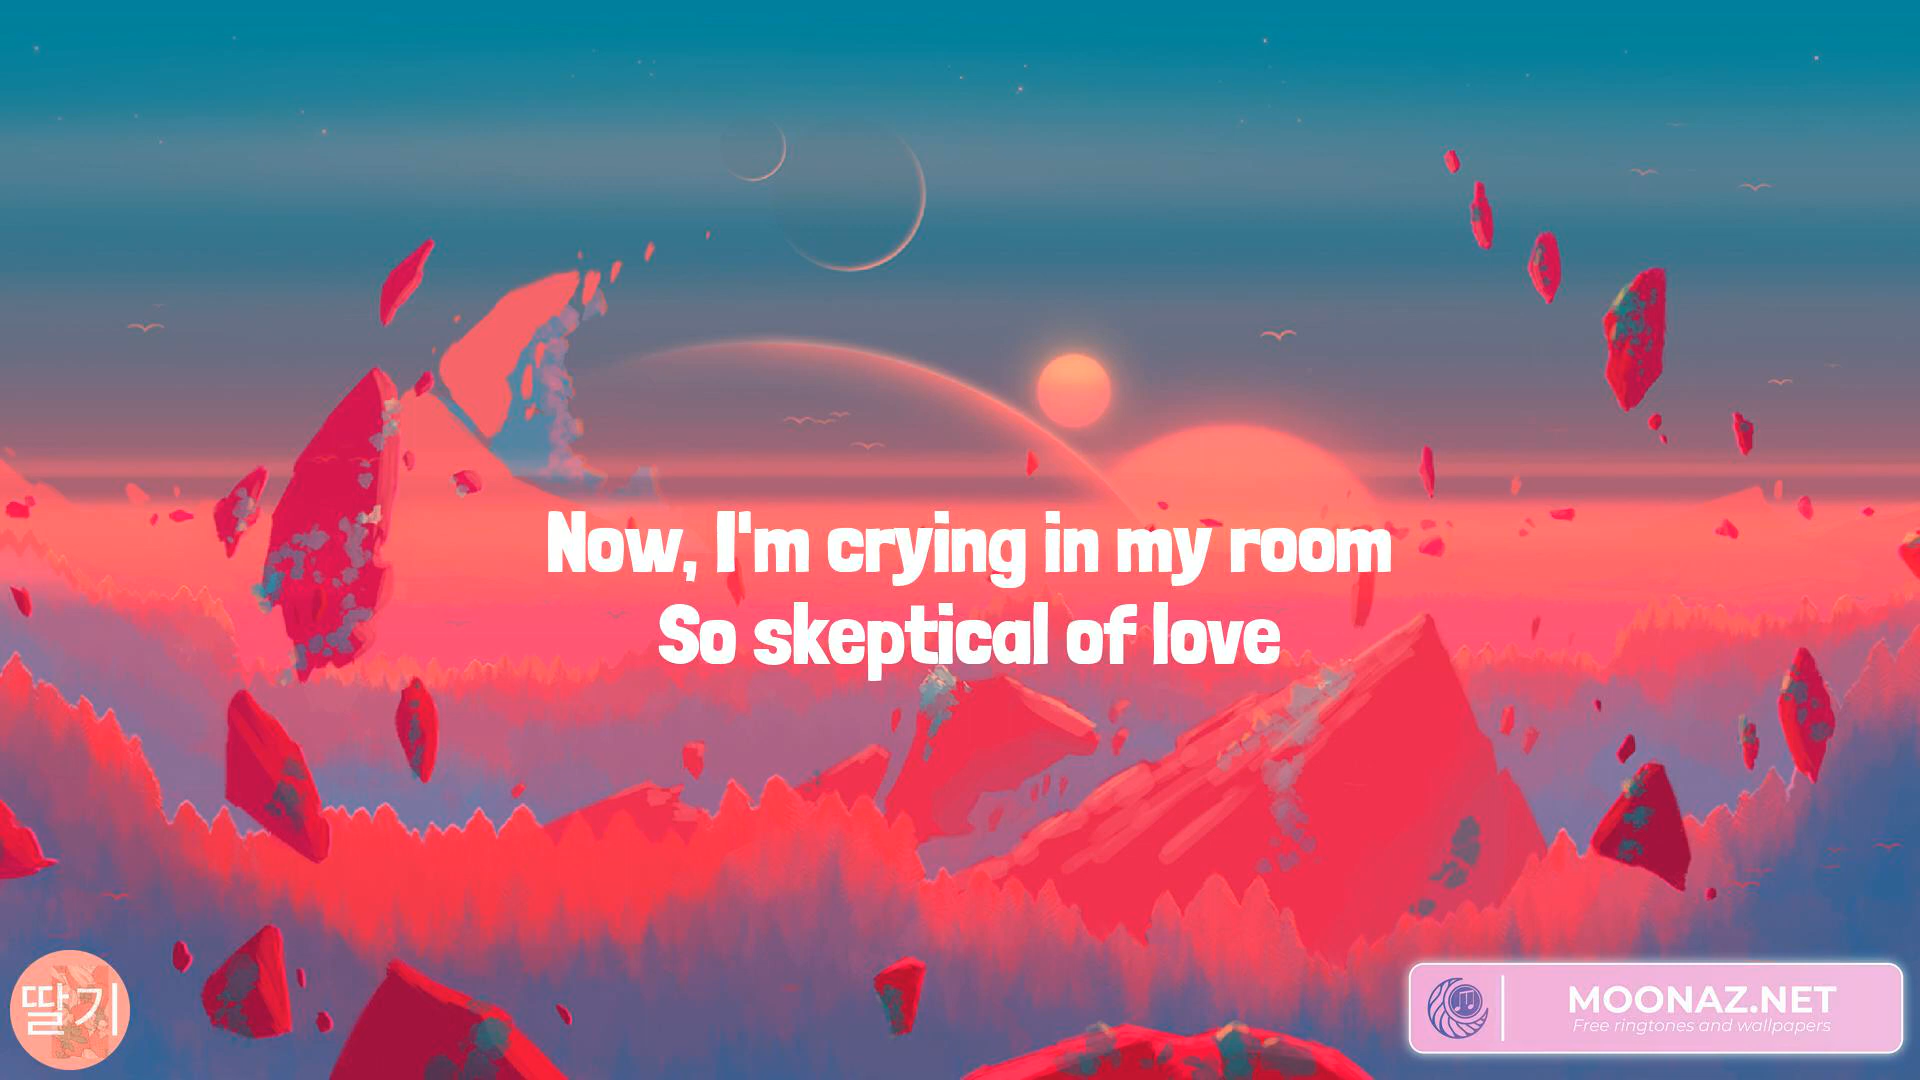 Now, I'm crying in my room
So skeptical of love
딸기
MOONAZ.NET
Free ringtones and wallpapers